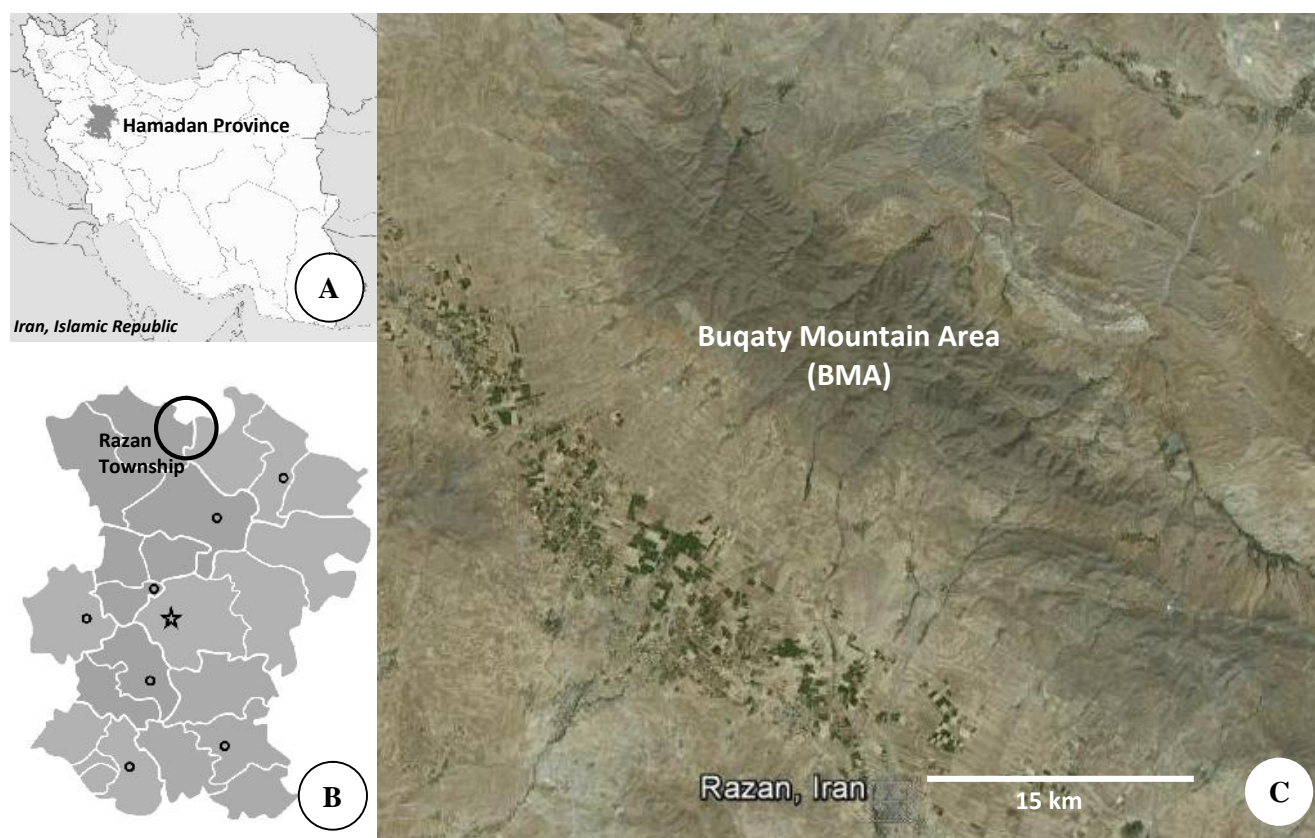 Hamadan Province
A
Iran, Islamic Republic
Razan
Township
B
Buqaty Mountain Area
(BMA)
Razan, Iran
15 km
C